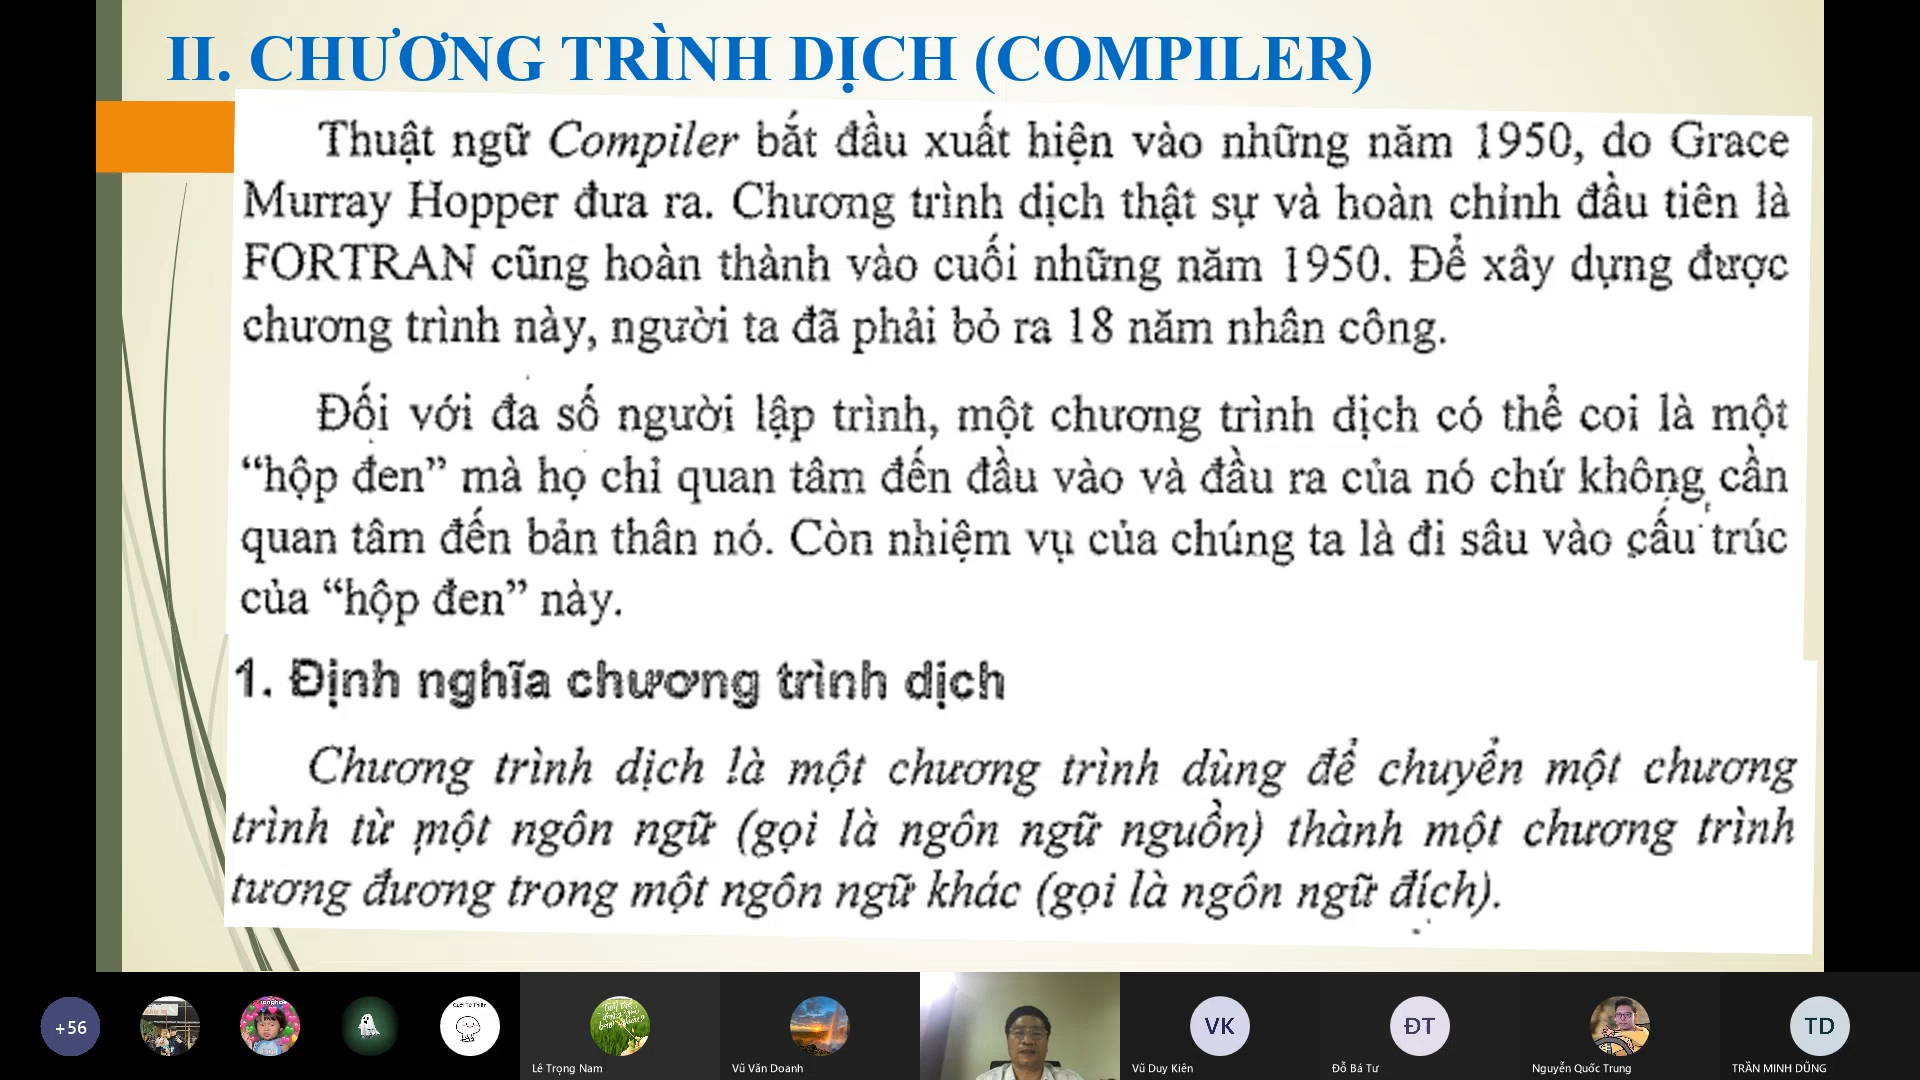 II. CHƯƠNG TRÌNH DỊCH (COMPILER)
Thuật ngữ Compiler bắt đầu xuất hiện vào những năm 1950, do Grace
Murray Hopper đưa ra. Chương trình dịch thật sự và hoàn chỉnh đầu tiên là
FORTRAN cũng hoàn thành vào cuối những năm 1950. Để xây dựng được
chương trình này, người ta đã phải bỏ ra 18 năm nhân công.
Đối với đa số người lập trình, một chương trình dịch có thể coi là một
“hộp đen” mà họ chỉ quan tâm đến đầu vào và đầu ra của nó chứ không cần
quan tâm đến bản thân nó. Còn nhiệm vụ của chúng ta là đi sâu vào cấu trúc
của “hộp đen” này.
1. Định nghĩa chương trình dịch
Chương trình dịch là một chương trình dùng để chuyển một chương
trình từ một ngôn ngữ (gọi là ngôn ngữ nguồn) thành một chương trình
tương đương trong một ngôn ngữ khác (gọi là ngôn ngữ đích).
+56
VK
ĐT
TD
Lê Trọng Nam
Vũ Văn Doanh
Vũ Duy Kiên
Đỗ Bá Tư
Nguyễn Quốc Trung
TRẦN MINH DŨNG